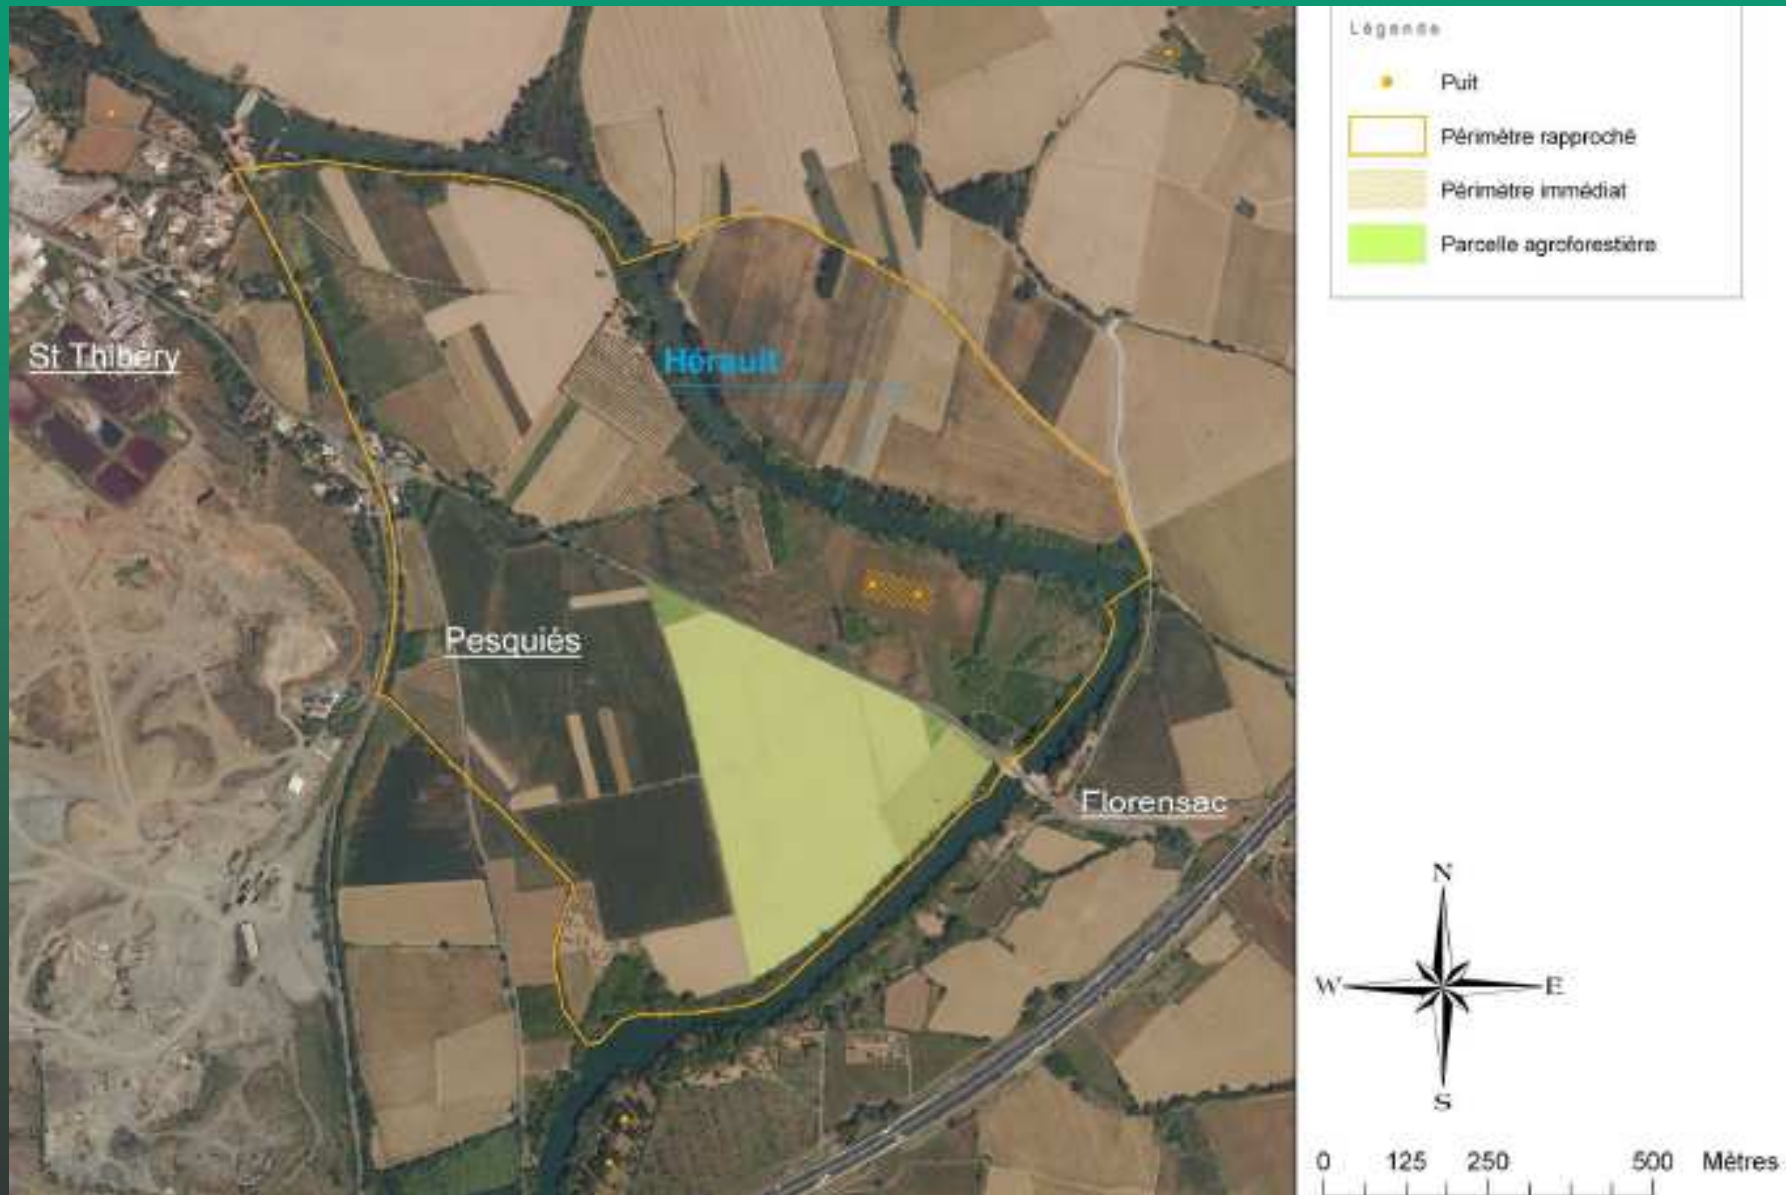 Légende
Puit
Périmètre rapproché
Périmètre immédiat
Parcelle agroforestière
St Thibéry
Hérault
Pesquiés
Florensac
N
W E
S
0 125 250 500 Mètres